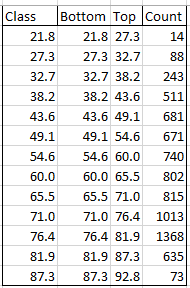 Class Bottom Top Count
21.8 21.8 27.3 14
27.3 27.3 32.7 88
32.7 32.7 38.2 243
38.2 38.2 43.6 511
43.6 43.6 49.1 681
49.1 49.1 54.6 671
54.6 54.6 60.0 740
60.0 60.0 65.5 802
65.5 65.5 71.0 815
71.0 71.0 76.4 1013
76.4 76.4 81.9 1368
81.9 81.9 87.3 635
87.3 87.3 92.8 73